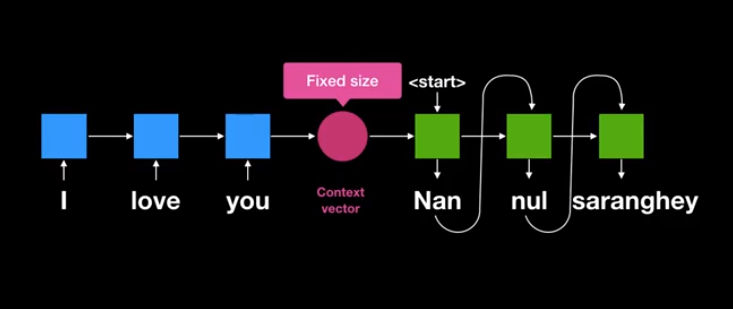 Fixed size
<start>
I love you
Context
vector
Nan nul saranghey